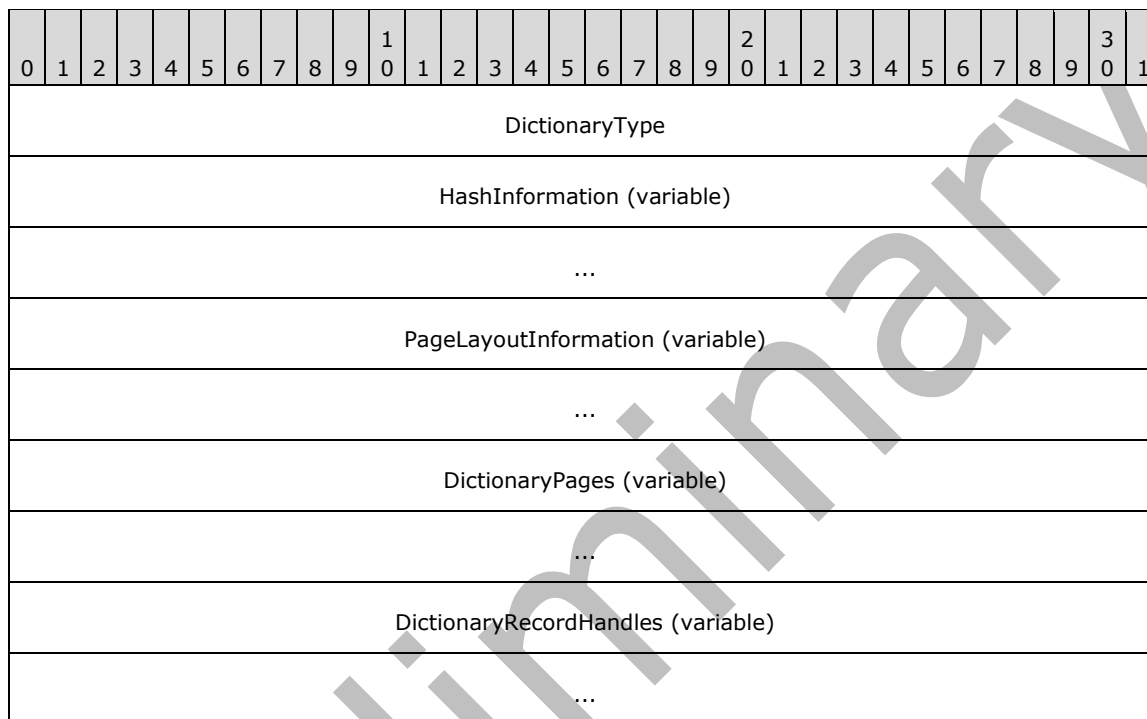 1 2 3
0 1 2 3 4 5 6 7 8 9 0 1 2 3 4 5 6 7 8 9 0 1 2 3 4 5 6 7 8 9 0 1
DictionaryType
HashInformation (variable)
...
PageLayoutInformation (variable)
...
DictionaryPages (variable)
...
DictionaryRecordHandles (variable)
...